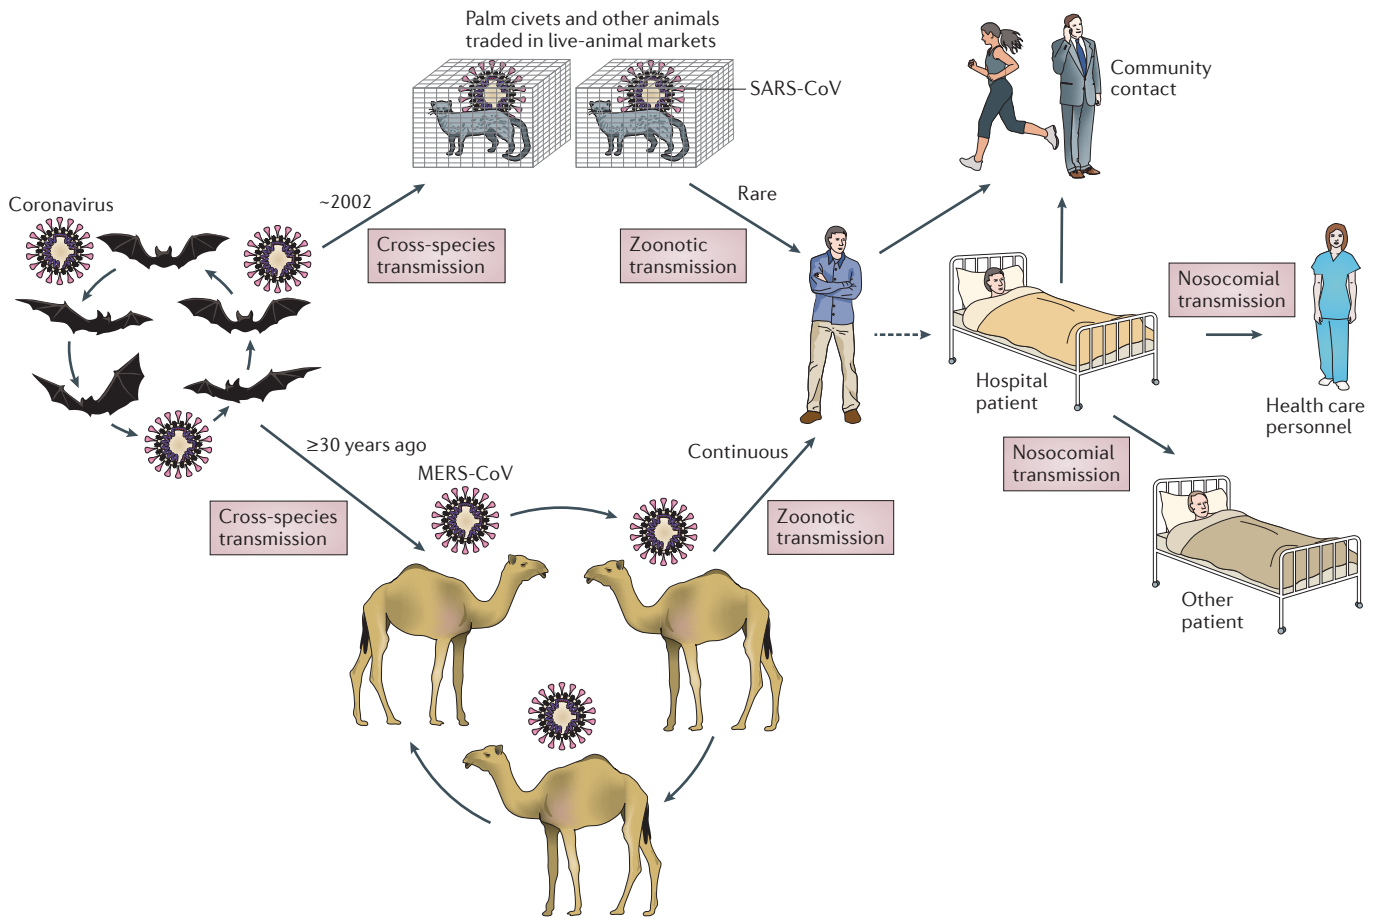 Palm civets and other animals
traded in live-animal markets
SARS-CoV
Community
contact
Coronavirus
~2002
Cross-species
transmission
Rare
Zoonotic
transmission
Nosocomial
transmission
Hospital
patient
Health care
personnel
≥30 years ago
MERS-CoV
Continuous
Nosocomial
transmission
Cross-species
transmission
Zoonotic
transmission
Other
patient